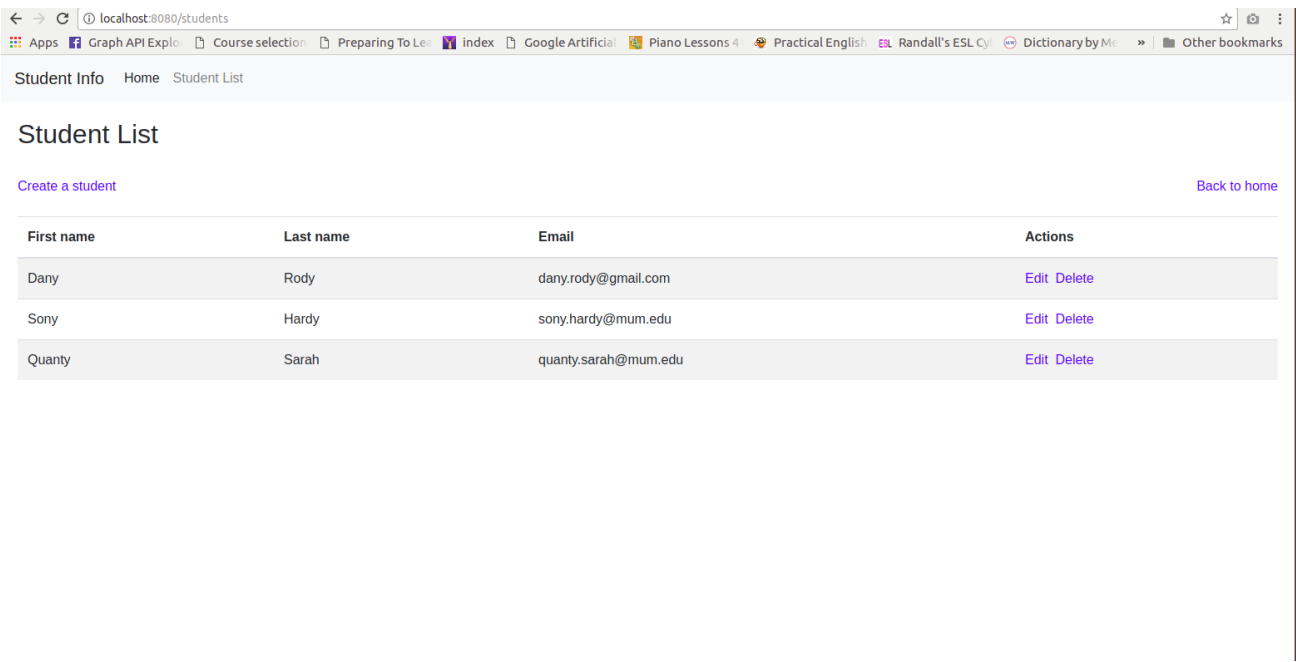 localhost:8080/students
Apps Graph API Explo Course selection Preparing To Lea index Google Artificial Piano Lessons 4 Practical English ESL Randall's ESL Cy Dictionary by Me » Other bookmarks
Student Info Home Student List
Student List
Create a student Back to home
First name Last name Email Actions
Dany Rody dany.rody@gmail.com Edit Delete
Sony Hardy sony.hardy@mum.edu Edit Delete
Quanty Sarah quanty.sarah@mum.edu Edit Delete